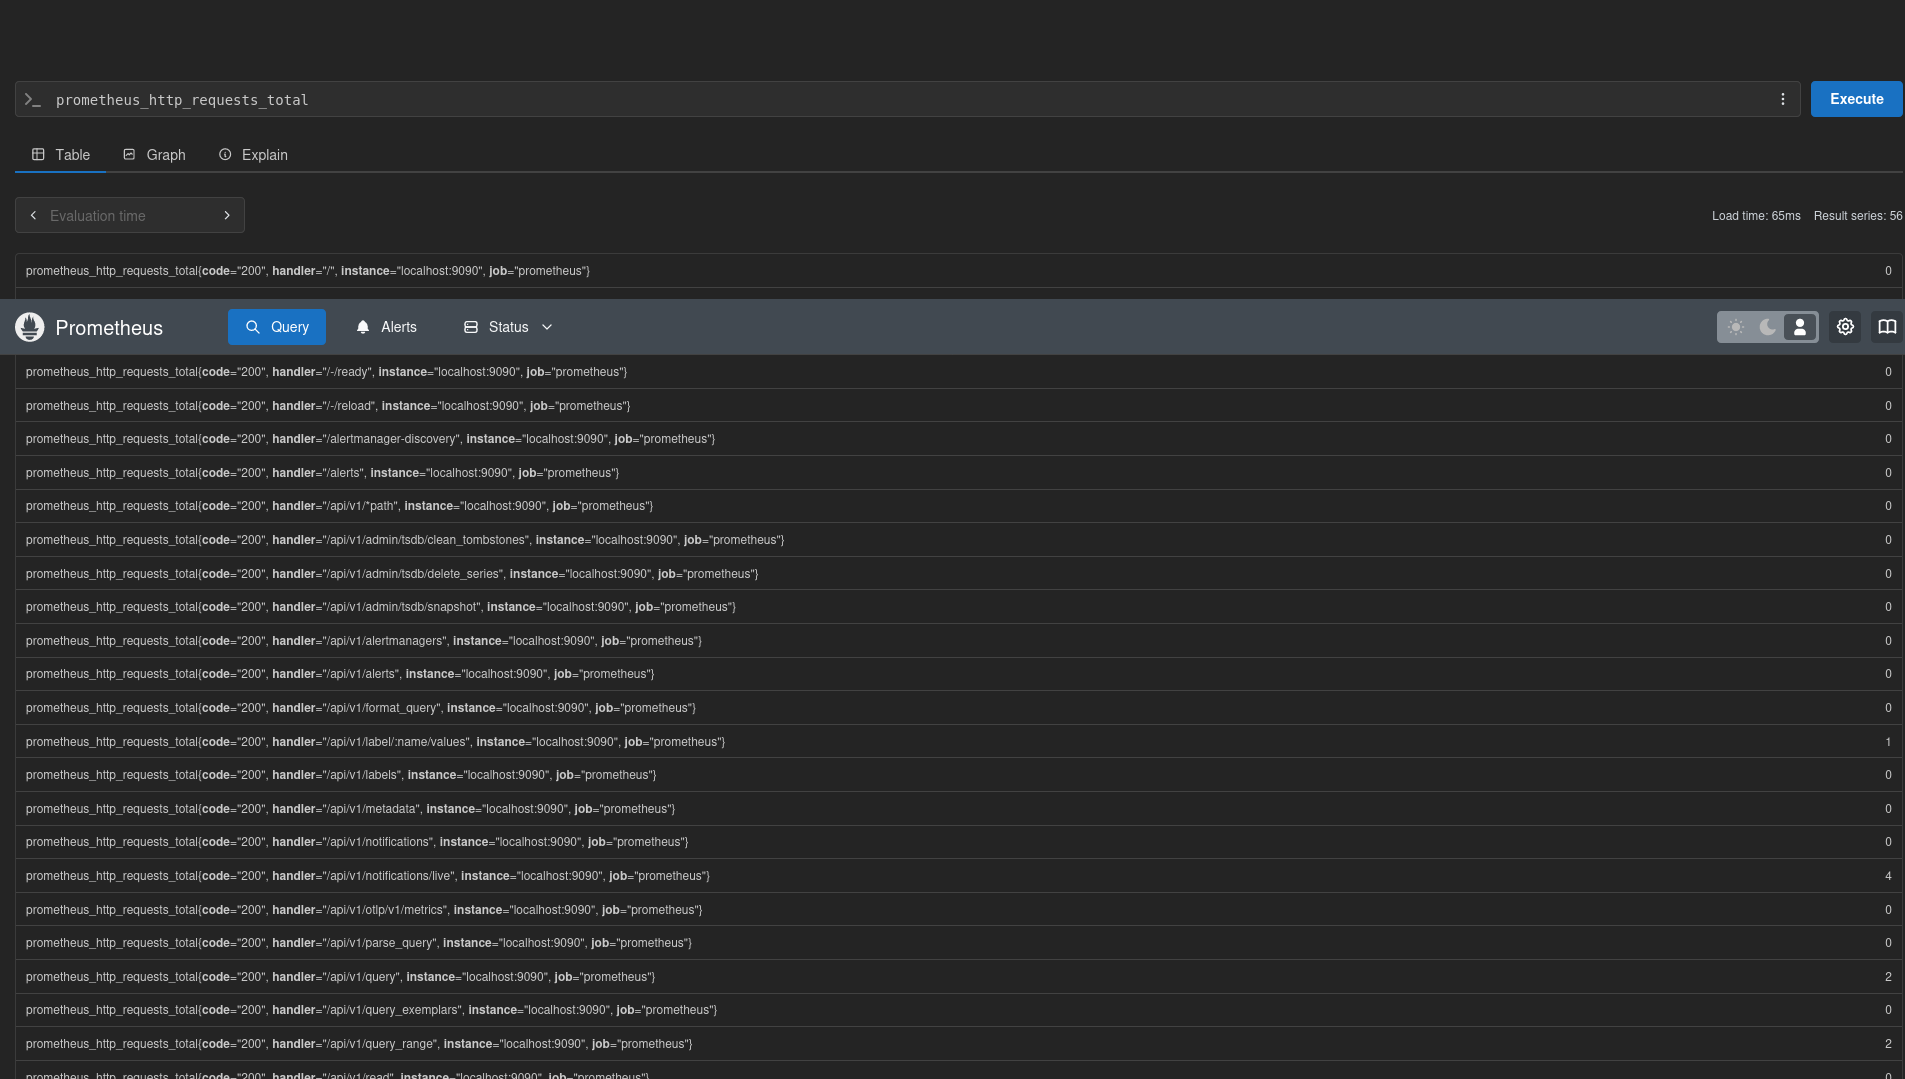 >_ prometheus_http_requests_total Execute
Table Graph Explain
Evaluation time Load time: 65ms Result series: 56
prometheus_http_requests_total{code="200", handler="/", instance="localhost:9090", job="prometheus"} 0
Prometheus Query Alerts Status
prometheus_http_requests_total{code="200", handler="/-/ready", instance="localhost:9090", job="prometheus"} 0
prometheus_http_requests_total{code="200", handler="/-/reload", instance="localhost:9090", job="prometheus"} 0
prometheus_http_requests_total{code="200", handler="/alertmanager-discovery", instance="localhost:9090", job="prometheus"} 0
prometheus_http_requests_total{code="200", handler="/alerts", instance="localhost:9090", job="prometheus"} 0
prometheus_http_requests_total{code="200", handler="/api/v1/*path", instance="localhost:9090", job="prometheus"} 0
prometheus_http_requests_total{code="200", handler="/api/v1/admin/tsdb/clean_tombstones", instance="localhost:9090", job="prometheus"} 0
prometheus_http_requests_total{code="200", handler="/api/v1/admin/tsdb/delete_series", instance="localhost:9090", job="prometheus"} 0
prometheus_http_requests_total{code="200", handler="/api/v1/admin/tsdb/snapshot", instance="localhost:9090", job="prometheus"} 0
prometheus_http_requests_total{code="200", handler="/api/v1/alertmanagers", instance="localhost:9090", job="prometheus"} 0
prometheus_http_requests_total{code="200", handler="/api/v1/alerts", instance="localhost:9090", job="prometheus"} 0
prometheus_http_requests_total{code="200", handler="/api/v1/format_query", instance="localhost:9090", job="prometheus"} 0
prometheus_http_requests_total{code="200", handler="/api/v1/label/:name/values", instance="localhost:9090", job="prometheus"} 1
prometheus_http_requests_total{code="200", handler="/api/v1/labels", instance="localhost:9090", job="prometheus"} 0
prometheus_http_requests_total{code="200", handler="/api/v1/metadata", instance="localhost:9090", job="prometheus"} 0
prometheus_http_requests_total{code="200", handler="/api/v1/notifications", instance="localhost:9090", job="prometheus"} 0
prometheus_http_requests_total{code="200", handler="/api/v1/notifications/live", instance="localhost:9090", job="prometheus"} 4
prometheus_http_requests_total{code="200", handler="/api/v1/otlp/v1/metrics", instance="localhost:9090", job="prometheus"} 0
prometheus_http_requests_total{code="200", handler="/api/v1/parse_query", instance="localhost:9090", job="prometheus"} 0
prometheus_http_requests_total{code="200", handler="/api/v1/query", instance="localhost:9090", job="prometheus"} 2
prometheus_http_requests_total{code="200", handler="/api/v1/query_exemplars", instance="localhost:9090", job="prometheus"} 0
prometheus_http_requests_total{code="200", handler="/api/v1/query_range", instance="localhost:9090", job="prometheus"} 2
prometheus_http_requests_total{code="200", handler="/api/v1/read", instance="localhost:9090", job="prometheus"} 0